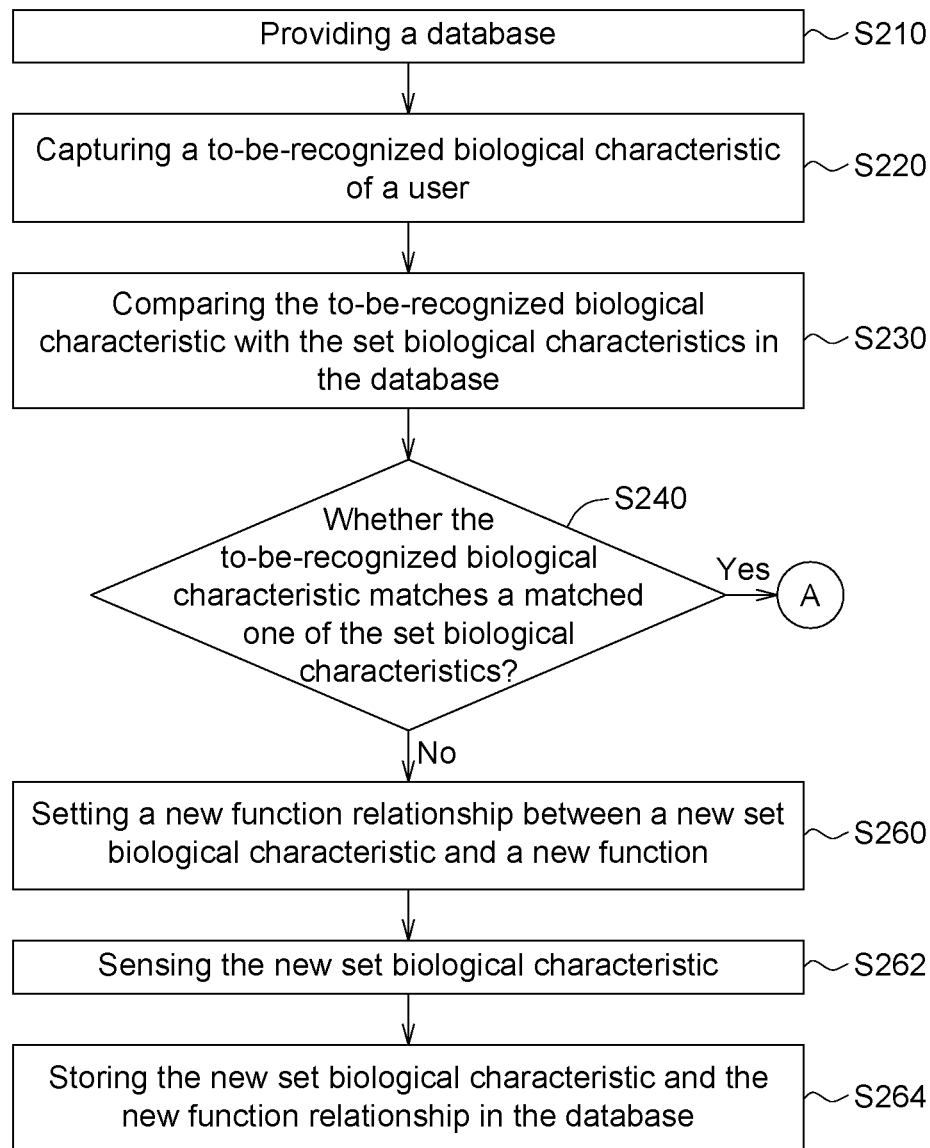 Providing a database
S210
Capturing a to-be-recognized biological characteristic
of a user
S220
Comparing the to-be-recognized biological
characteristic with the set biological characteristics in
the database
S230
S240
Whether the
to-be-recognized biological
characteristic matches a matched
one of the set biological
characteristics?
Yes
A
No
Setting a new function relationship between a new set
biological characteristic and a new function
S260
Sensing the new set biological characteristic
S262
Storing the new set biological characteristic and the
new function relationship in the database
S264